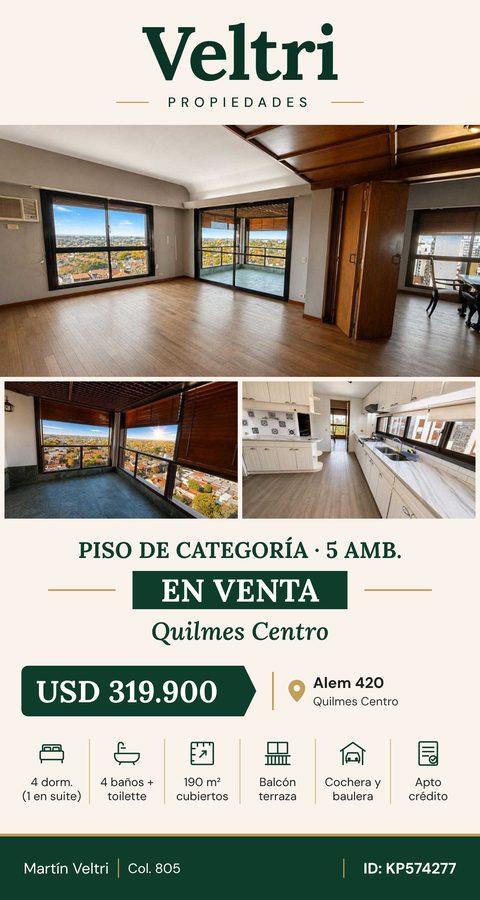 Veltri
PROPIEDADES
PISO DE CATEGORÍA · 5 AMB.
EN VENTA
Quilmes Centro
USD 319.900
Alem 420
Quilmes Centro
4 dorm.
(1 en suite)
4 baños +
toilette
190 m²
cubiertos
Balcón
terraza
Cochera y
baulera
Apto
crédito
Martín Veltri
Col. 805
ID: KP574277